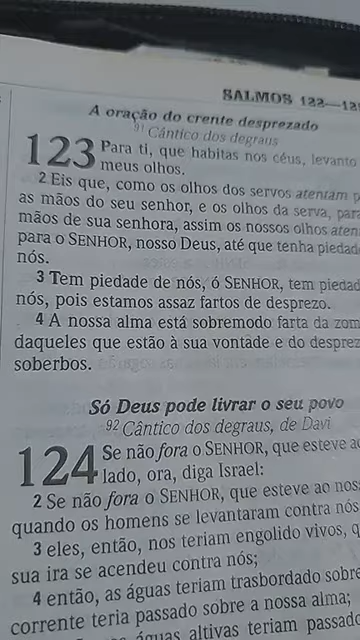 SALMOS 122—12
A oração do crente desprezado
91 Cântico dos degraus
123 Para ti, que habitas nos céus, levanto
meus olhos.
2 Eis que, como os olhos dos servos atentam
as mãos do seu senhor, e os olhos da serva, para
mãos de sua senhora, assim os nossos olhos
para o SENHOR, nosso Deus, até que tenha
nós.
3 Tem piedade de nós, ó SENHOR, tem
nós, pois estamos assaz fartos de desprezo.
4 A nossa alma está sobremodo farta da
daqueles que estão à sua vontade e do
soberbos.
Só Deus pode livrar o seu povo
92 Cântico dos degraus, de Davi
124 Se não fora o SENHOR, que esteve
lado, ora, diga Israel:
2 Se não fora o SENHOR, que esteve ao
quando os homens se levantaram contra nós
3 eles, então, nos teriam engolido vivos,
sua ira se acendeu contra nós;
4 então, as águas teriam trasbordado sobre
corrente teria passado sobre a nossa alma;
águas altivas teriam